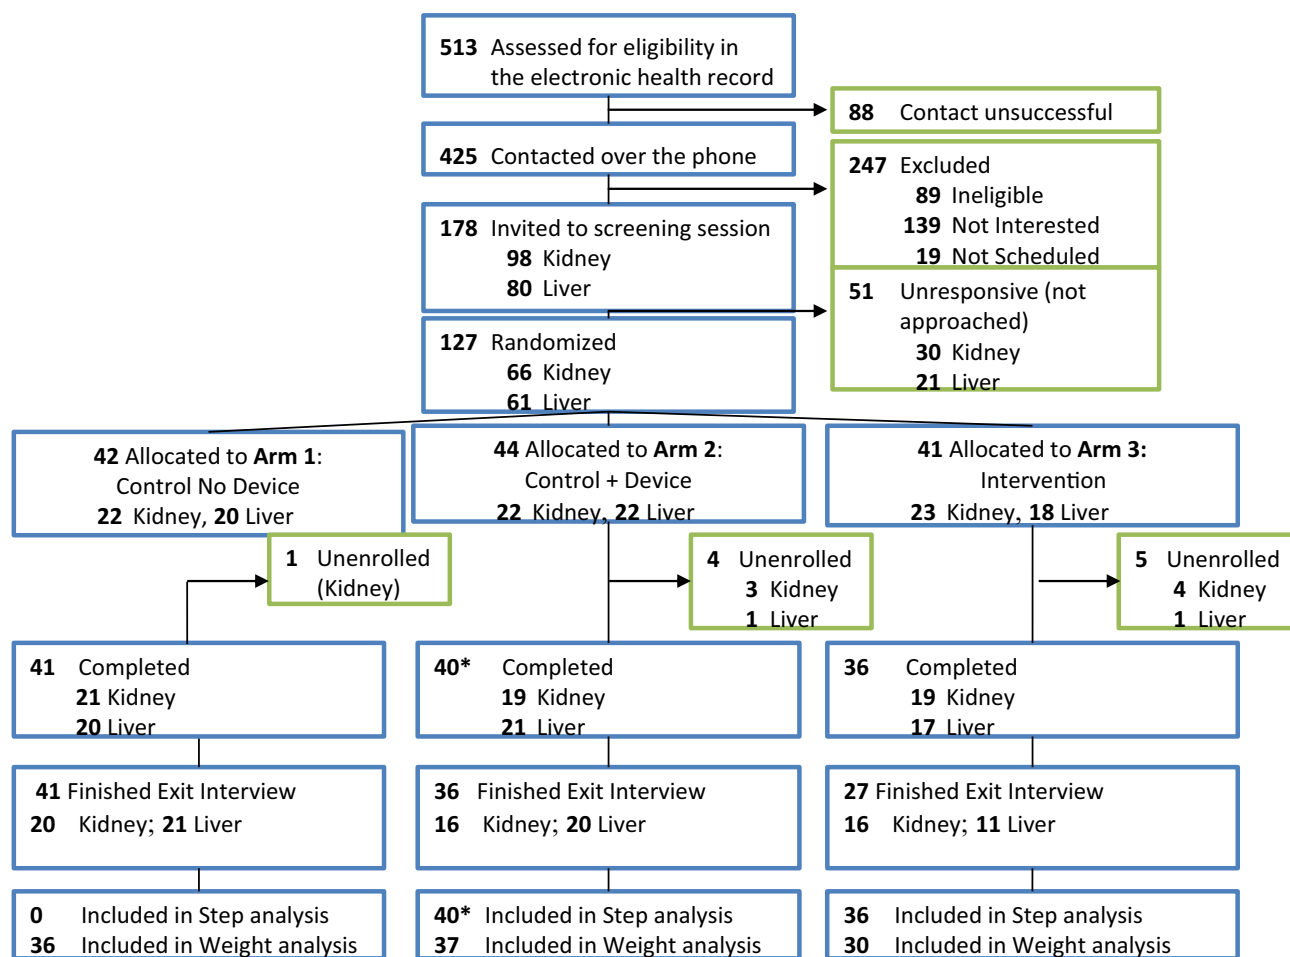 513 Assessed for eligibility in
the electronic health record
88 Contact unsuccessful
425 Contacted over the phone
247 Excluded
89 Ineligible
139 Not Interested
19 Not Scheduled
178 Invited to screening session
98 Kidney
80 Liver
51 Unresponsive (not
approached)
30 Kidney
21 Liver
127 Randomized
66 Kidney
61 Liver
42 Allocated to Arm 1:
Control No Device
22 Kidney, 20 Liver
44 Allocated to Arm 2:
Control + Device
22 Kidney, 22 Liver
41 Allocated to Arm 3:
Intervention
23 Kidney, 18 Liver
1 Unenrolled
(Kidney)
4 Unenrolled
3 Kidney
1 Liver
5 Unenrolled
4 Kidney
1 Liver
41 Completed
21 Kidney
20 Liver
40* Completed
19 Kidney
21 Liver
36 Completed
19 Kidney
17 Liver
41 Finished Exit Interview
20 Kidney; 21 Liver
36 Finished Exit Interview
16 Kidney; 20 Liver
27 Finished Exit Interview
16 Kidney; 11 Liver
0 Included in Step analysis
36 Included in Weight analysis
40* Included in Step analysis
37 Included in Weight analysis
36 Included in Step analysis
30 Included in Weight analysis